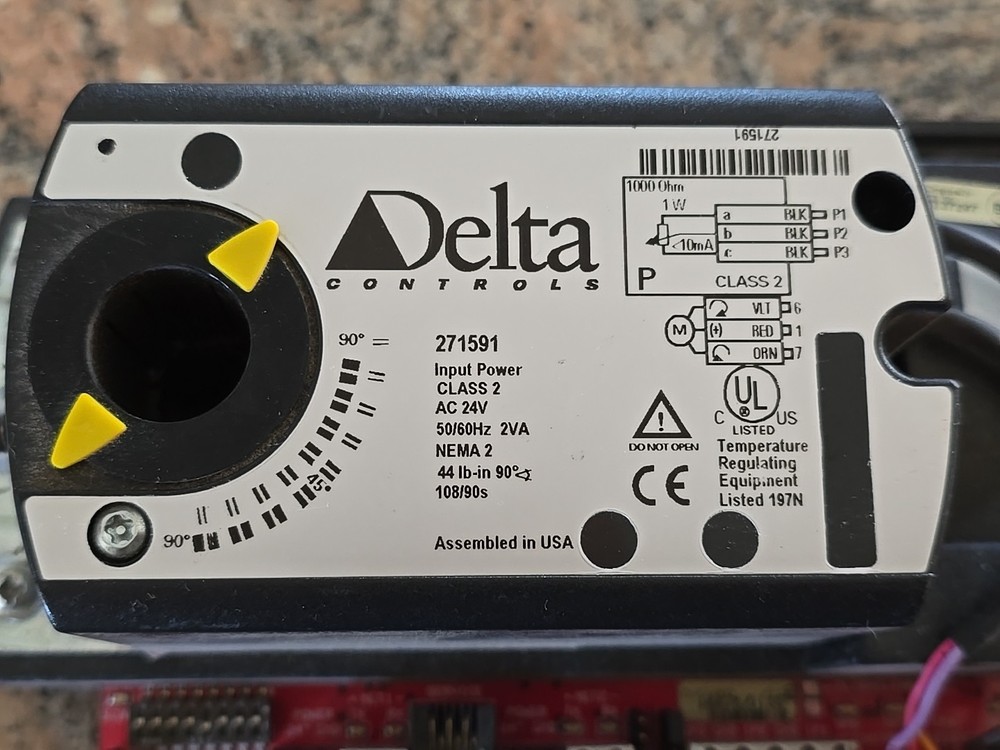 271591
1000 Ohm
1 W
a BLK P1
b BLK P2
<10mA
c BLK P3
P CLASS 2
Delta
CONTROLS
VLT 6
M (+) RED 1
ORN 7
90°
271591
Input Power
CLASS 2
AC 24V
50/60Hz 2VA
NEMA 2
44 lb-in 90°
108/90s
45°
90°
Assembled in USA
DO NOT OPEN
CE
C UL US
LISTED
Temperature
Regulating
Equipment
Listed 197N